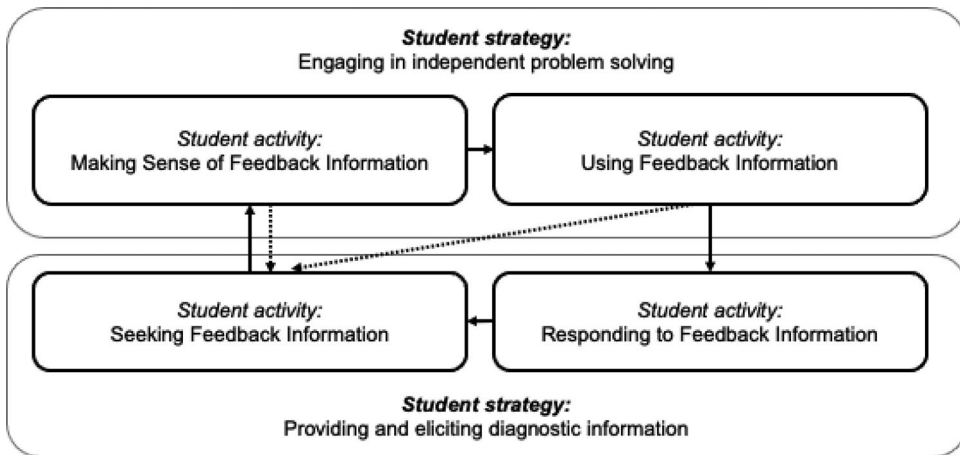 Student strategy:
Engaging in independent problem solving
Student activity:
Making Sense of Feedback Information
Student activity:
Using Feedback Information
Student activity:
Seeking Feedback Information
Student activity:
Responding to Feedback Information
Student strategy:
Providing and eliciting diagnostic information